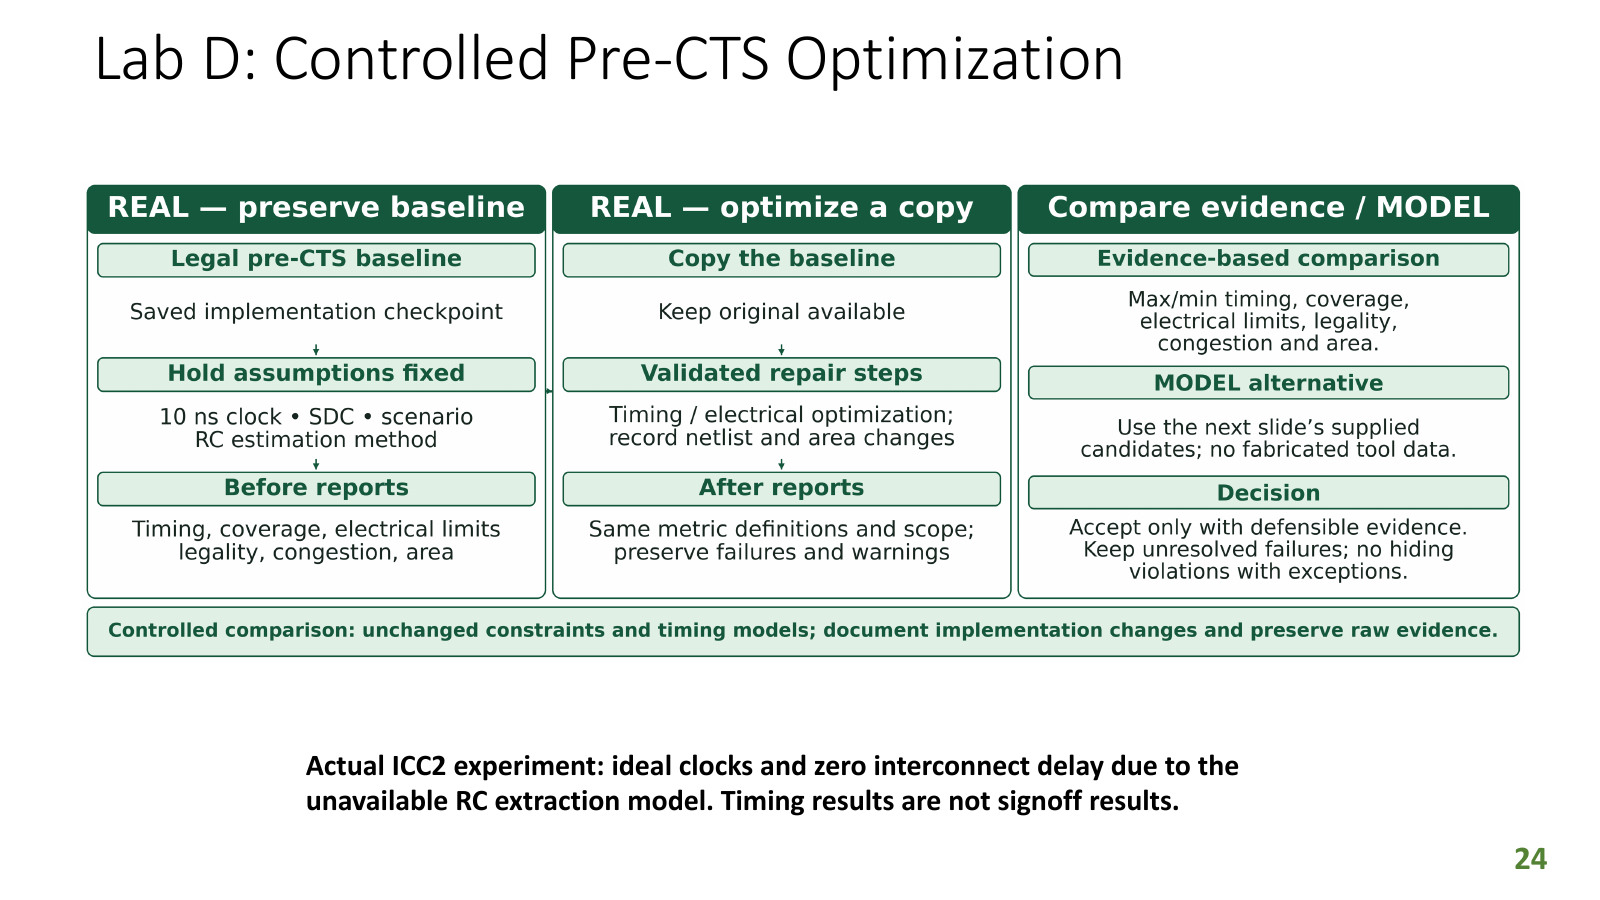 Lab D: Controlled Pre-CTS Optimization
REAL — preserve baseline
Legal pre-CTS baseline
Saved implementation checkpoint
Hold assumptions fixed
10 ns clock • SDC • scenario
RC estimation method
Before reports
Timing, coverage, electrical limits
legality, congestion, area
REAL — optimize a copy
Copy the baseline
Keep original available
Validated repair steps
Timing / electrical optimization;
record netlist and area changes
After reports
Same metric definitions and scope;
preserve failures and warnings
Compare evidence / MODEL
Evidence-based comparison
Max/min timing, coverage,
electrical limits, legality,
congestion and area.
MODEL alternative
Use the next slide’s supplied
candidates; no fabricated tool data.
Decision
Accept only with defensible evidence.
Keep unresolved failures; no hiding
violations with exceptions.
Controlled comparison: unchanged constraints and timing models; document implementation changes and preserve raw evidence.
Actual ICC2 experiment: ideal clocks and zero interconnect delay due to the
unavailable RC extraction model. Timing results are not signoff results.
24